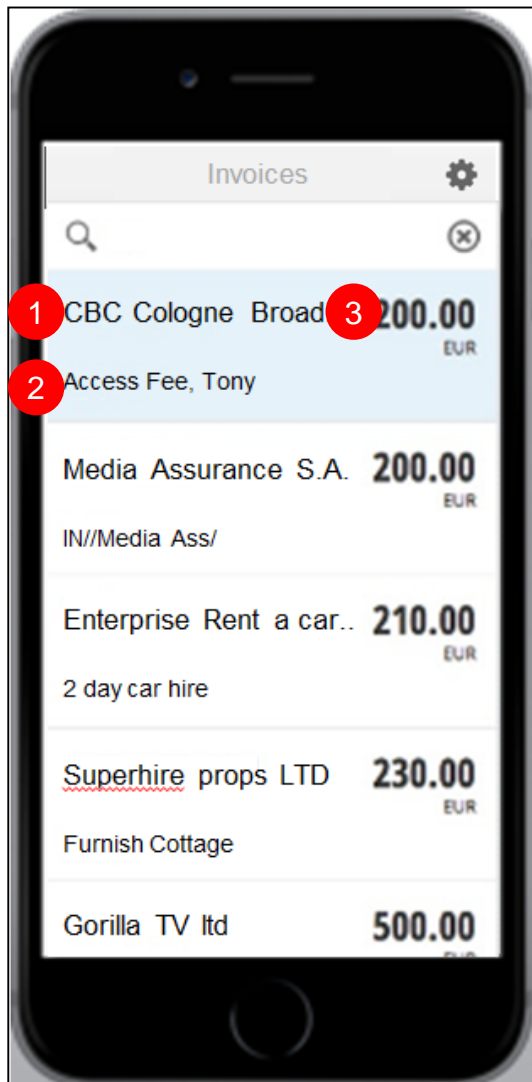 Invoices
1 CBC Cologne Broad 3 200.00
EUR
2 Access Fee, Tony
Media Assurance S.A. 200.00
EUR
IN//Media Ass/
Enterprise Rent a car.. 210.00
EUR
2 day car hire
Superhire props LTD 230.00
EUR
Furnish Cottage
Gorilla TV ltd 500.00